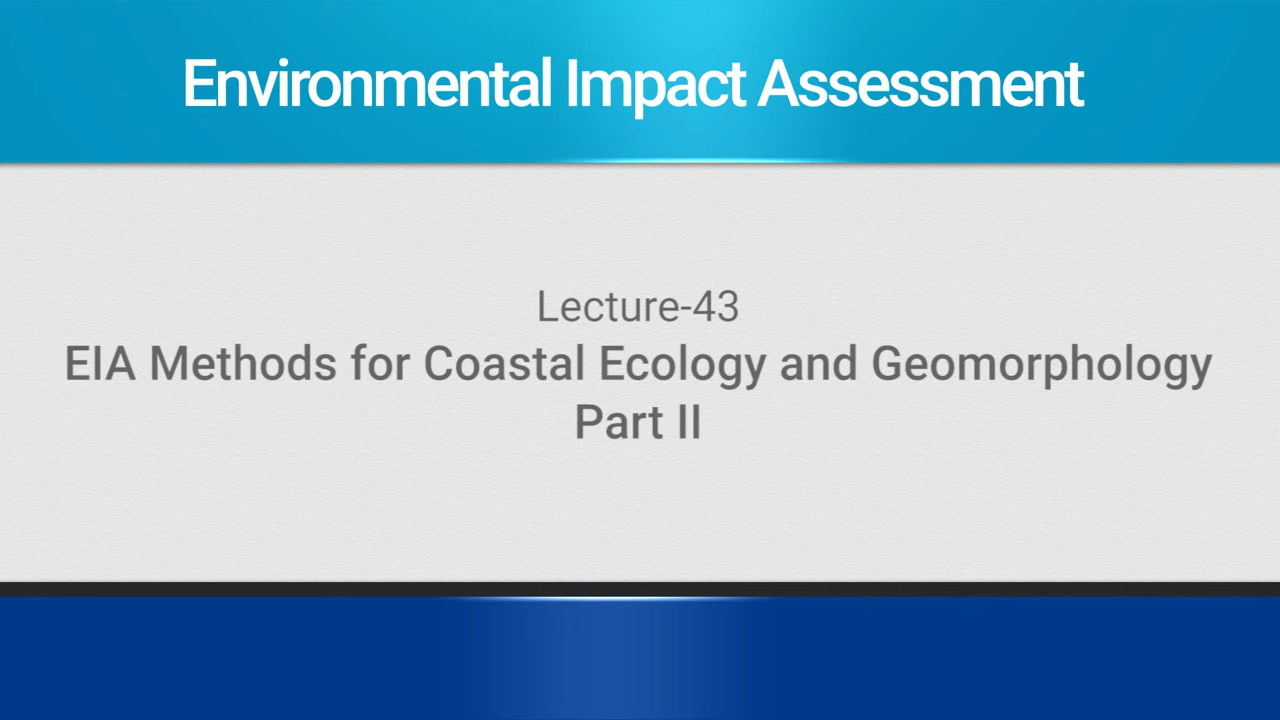 Environmental Impact Assessment
Lecture-43
EIA Methods for Coastal Ecology and Geomorphology
Part II